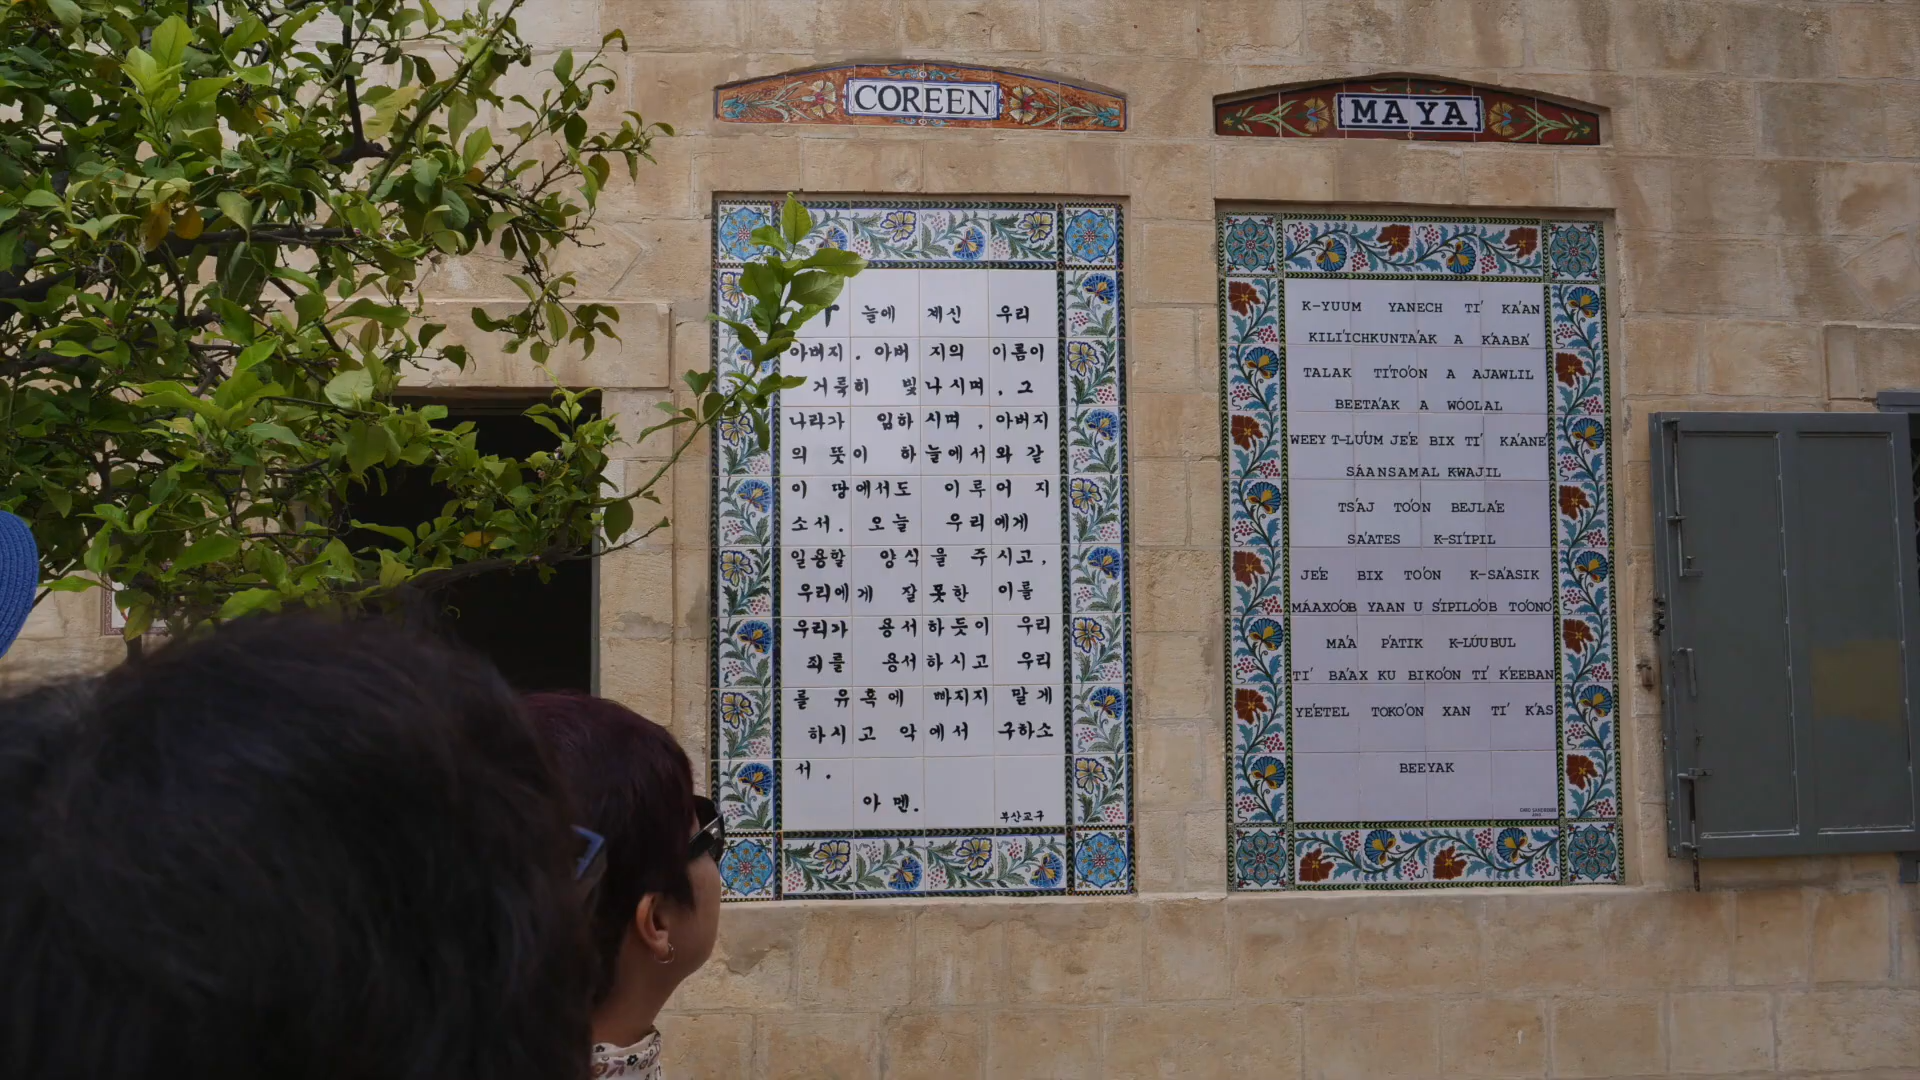 COREEN
늘에 계신 우리
아버지. 아버 지의 이름이
거룩히 빛나시며, 그
나라가 임하시며, 아버지
의 뜻이 하늘에서와 같
이 땅에서도 이루어 지
소서. 오늘 우리에게
일용할 양식을 주시고,
우리에게 잘못한 이를
우리가 용서하듯이 우리
죄를 용서하시고 우리
를 유혹에 빠지지 말게
하시고 악에서 구하소
서.
아멘.
부산교구
MAYA
K-YUUM YANECH TI' KA'AN
KILI'ICHKUNTA'AK A K'AABA'
TALAK TI'TO'ON A AJAWLIL
BEETA'AK A WÓOLAL
WEEY T-LU'UM JE'E BIX TI' KA'ANE'
SÁANSAMAL KWAJIL
TS'AJ TO'ON BEJLA'E
SA'ATES K-SI'IPIL
JE'E BIX TO'ON K-SA'ASIK
MÁAXO'OB YAAN U SI'PILO'OB TO'ONO'
MA'A P'ATIK K-LÚUBUL
TI' BA'AX KU BIKO'ON TI' K'EEBAN
YE'ETEL TOKO'ON XAN TI' K'AS
BEEYAK